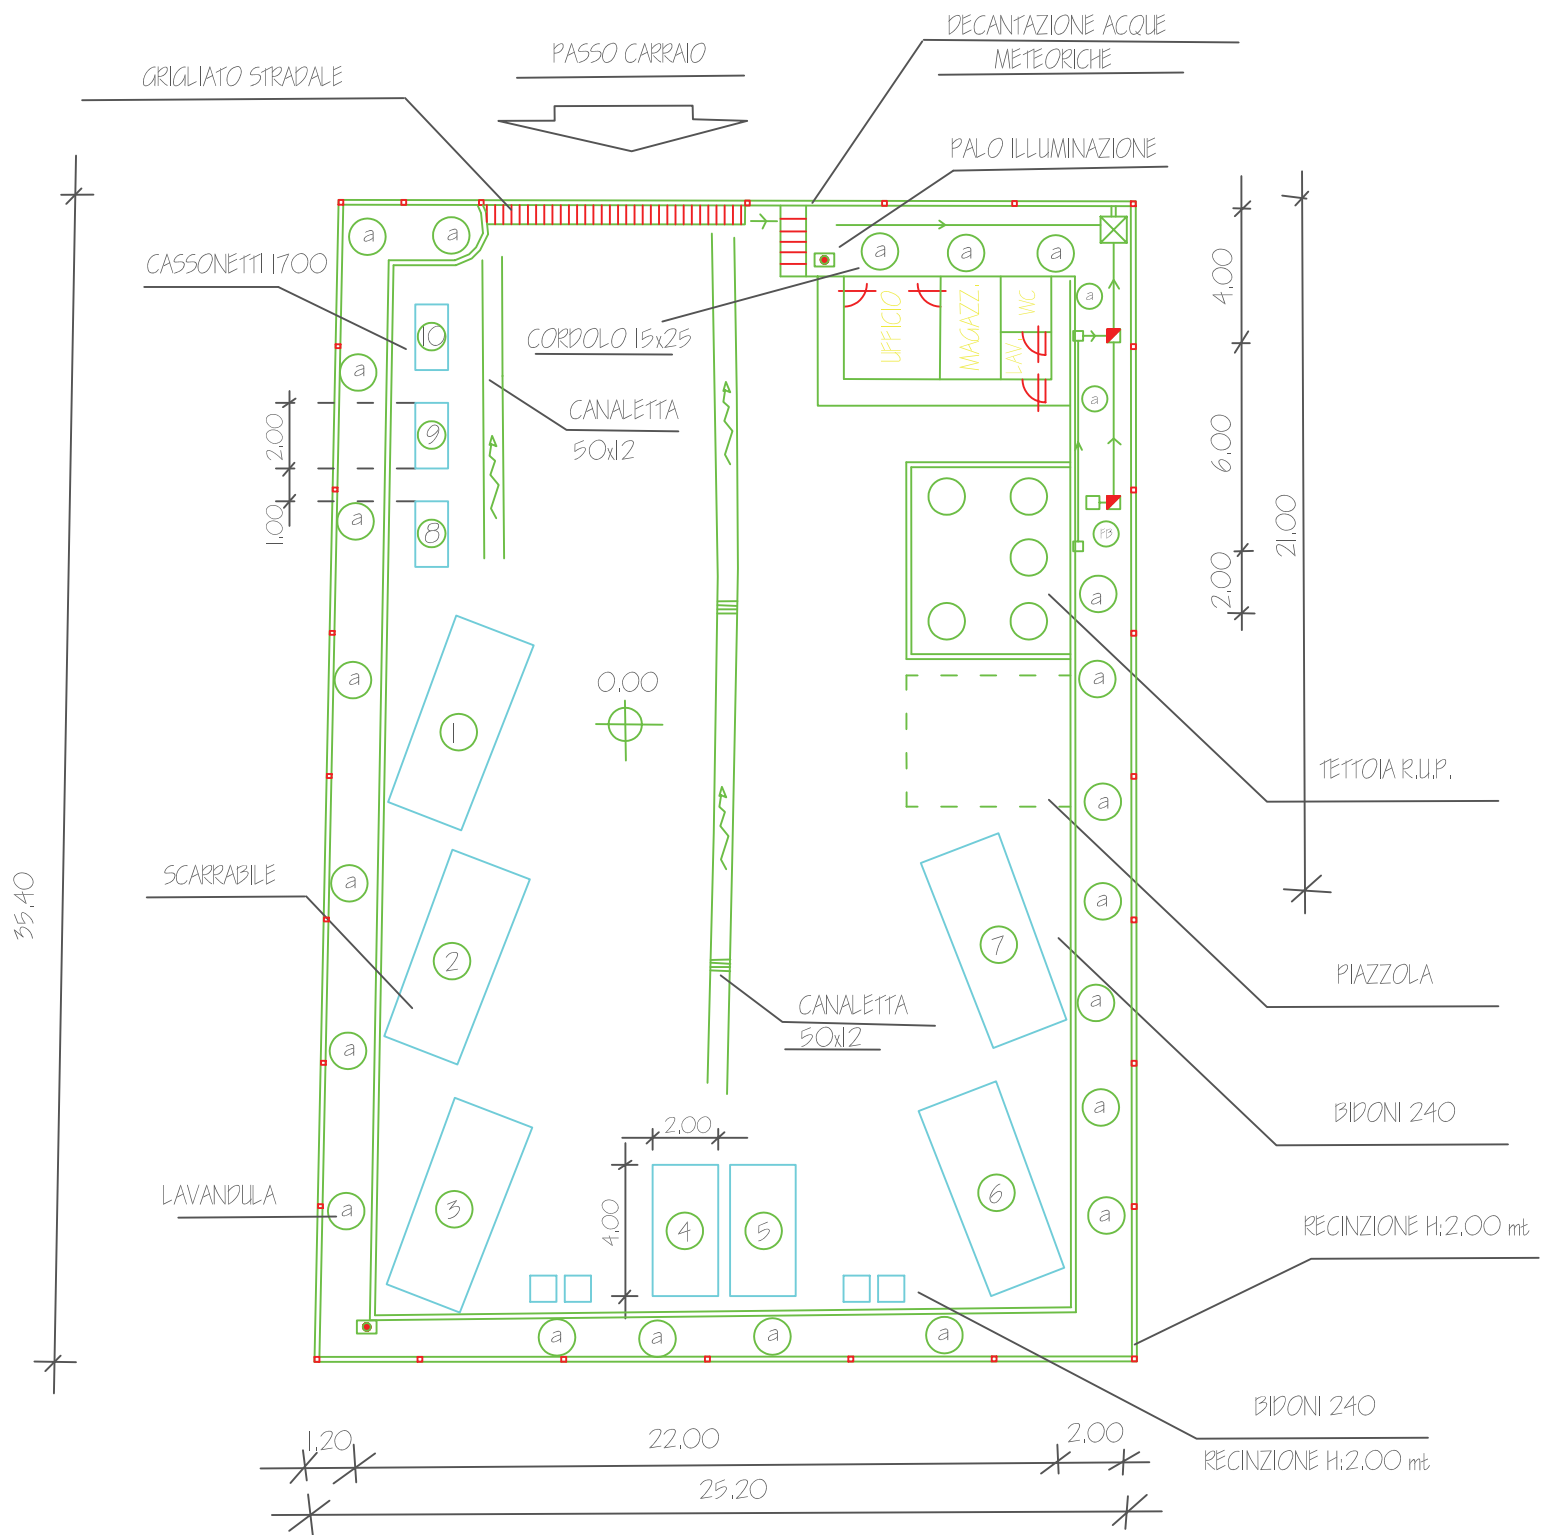 DECANTAZIONE ACQUE
METEORICHE
PASSO CARRAIO
GRIGLIATO STRADALE
PALO ILLUMINAZIONE
a
a
a
a
a
CASSONETTI 1700
4.00
a
UFFICIO
MAGAZZ.
WC
LAV.
10
CORDOLO 15x25
a
a
CANALETTA
50x12
9
2.00
6.00
21.00
8
1.00
a
FB
2.00
a
a
a
0.00
1
TETTOIA R.U.P.
a
SCARRABILE
35.40
a
a
2
7
PIAZZOLA
CANALETTA
50x12
a
a
BIDONI 240
a
2.00
LAVANDULA
a
3
4.00
4
5
6
a
RECINZIONE H:2.00 mt
a
a
a
a
BIDONI 240
RECINZIONE H:2.00 mt
1.20
22.00
2.00
25.20